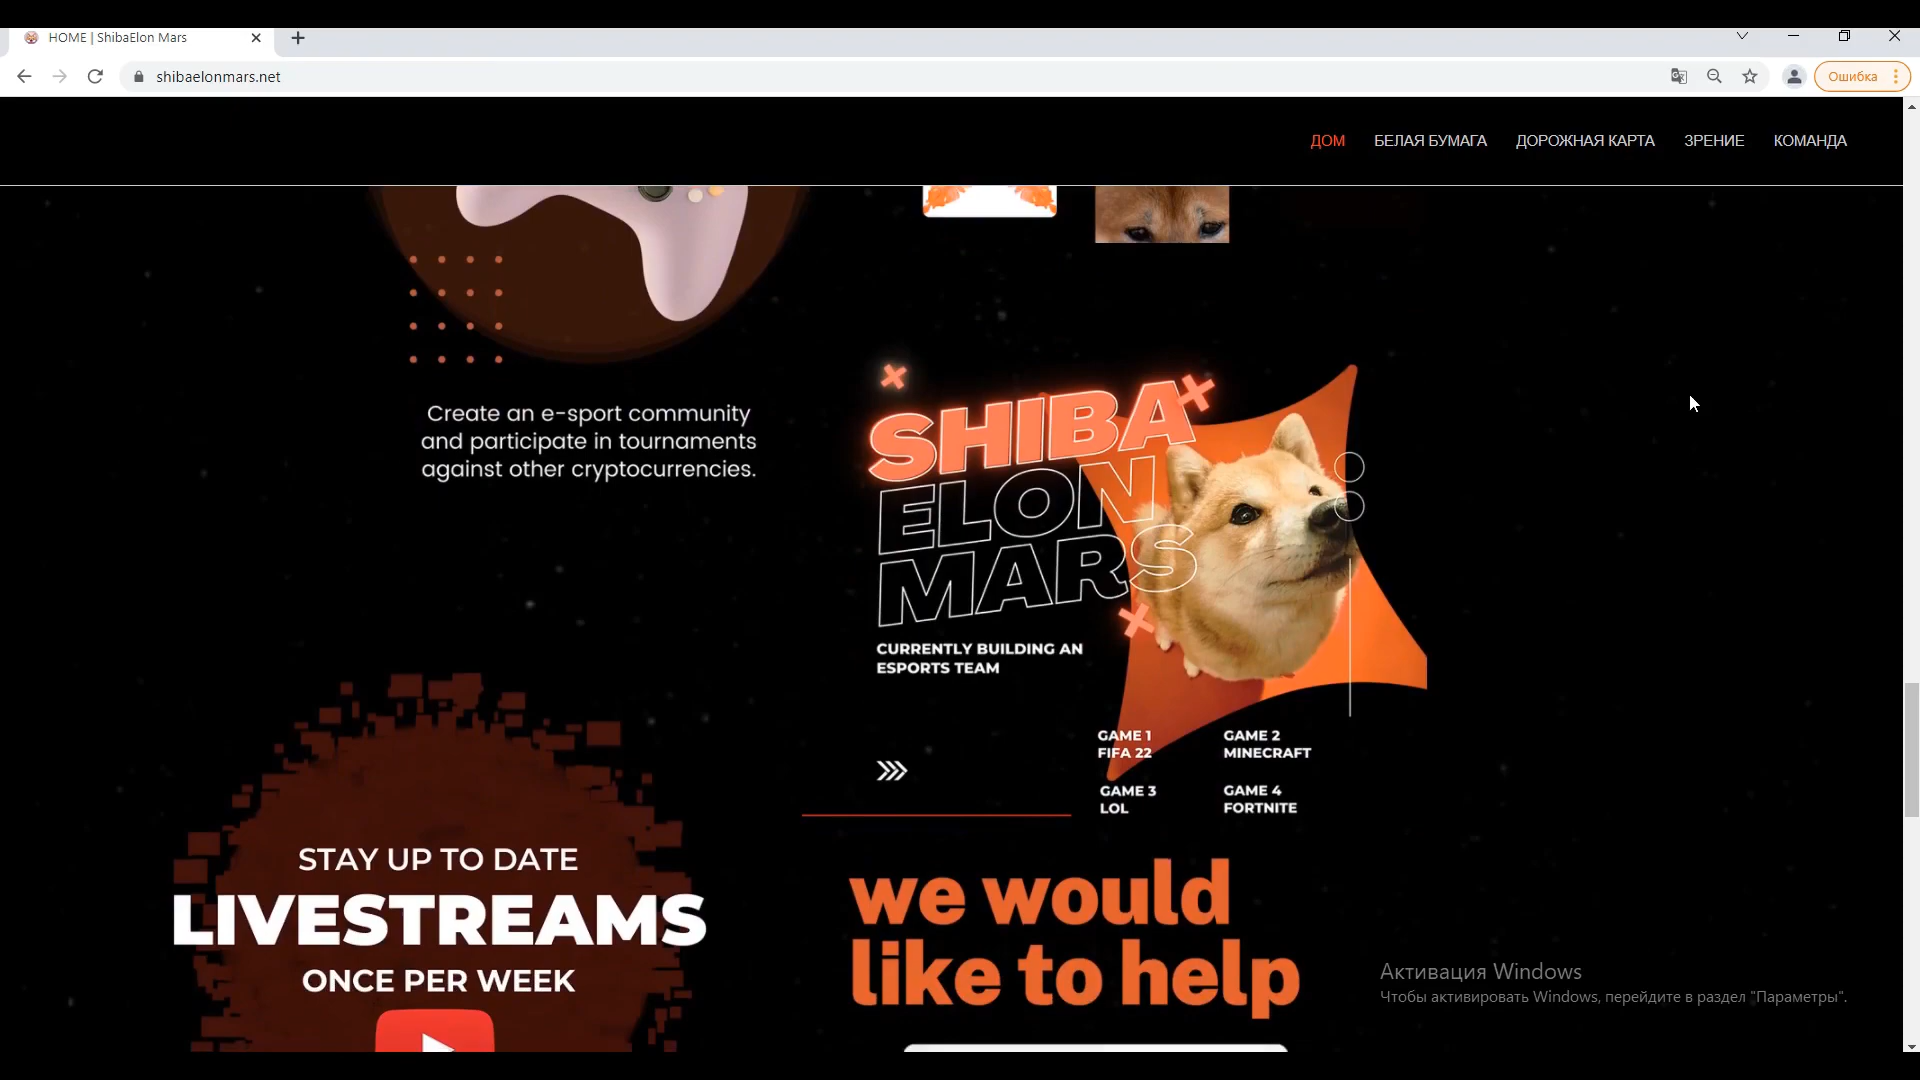 HOME | ShibaElon Mars
shibaelonmars.net
Ошибка
ДОМ БЕЛАЯ БУМАГА ДОРОЖНАЯ КАРТА ЗРЕНИЕ КОМАНДА
Create an e-sport community
and participate in tournaments
against other cryptocurrencies.
SHIBA
ELON
MARS
CURRENTLY BUILDING AN
ESPORTS TEAM
GAME 1
FIFA 22
GAME 2
MINECRAFT
GAME 3
LOL
GAME 4
FORTNITE
STAY UP TO DATE
LIVESTREAMS
ONCE PER WEEK
we would
like to help
Активация Windows
Чтобы активировать Windows, перейдите в раздел "Параметры".